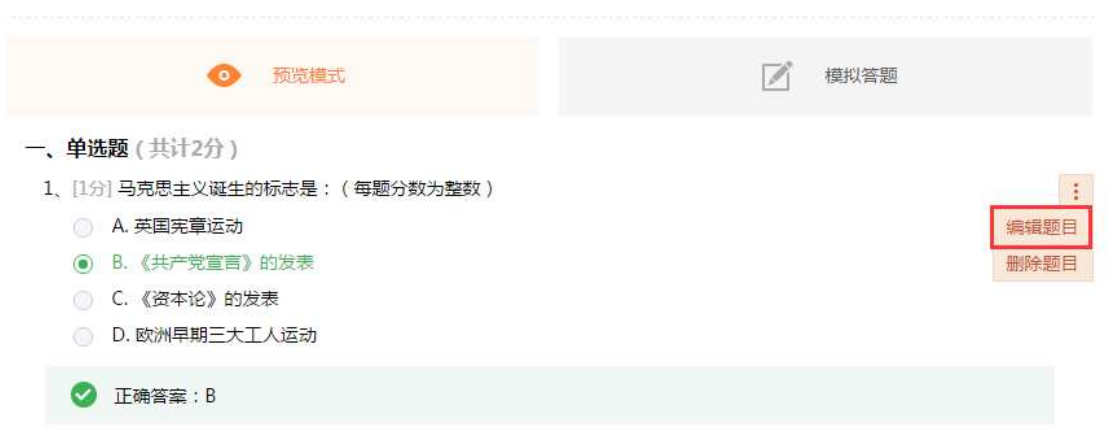 预览模式
模拟答题
一、单选题（共计2分）
1、[1分] 马克思主义诞生的标志是：（每题分数为整数）
A. 英国宪章运动
编辑题目
B. 《共产党宣言》的发表
删除题目
C. 《资本论》的发表
D. 欧洲早期三大工人运动
正确答案：B